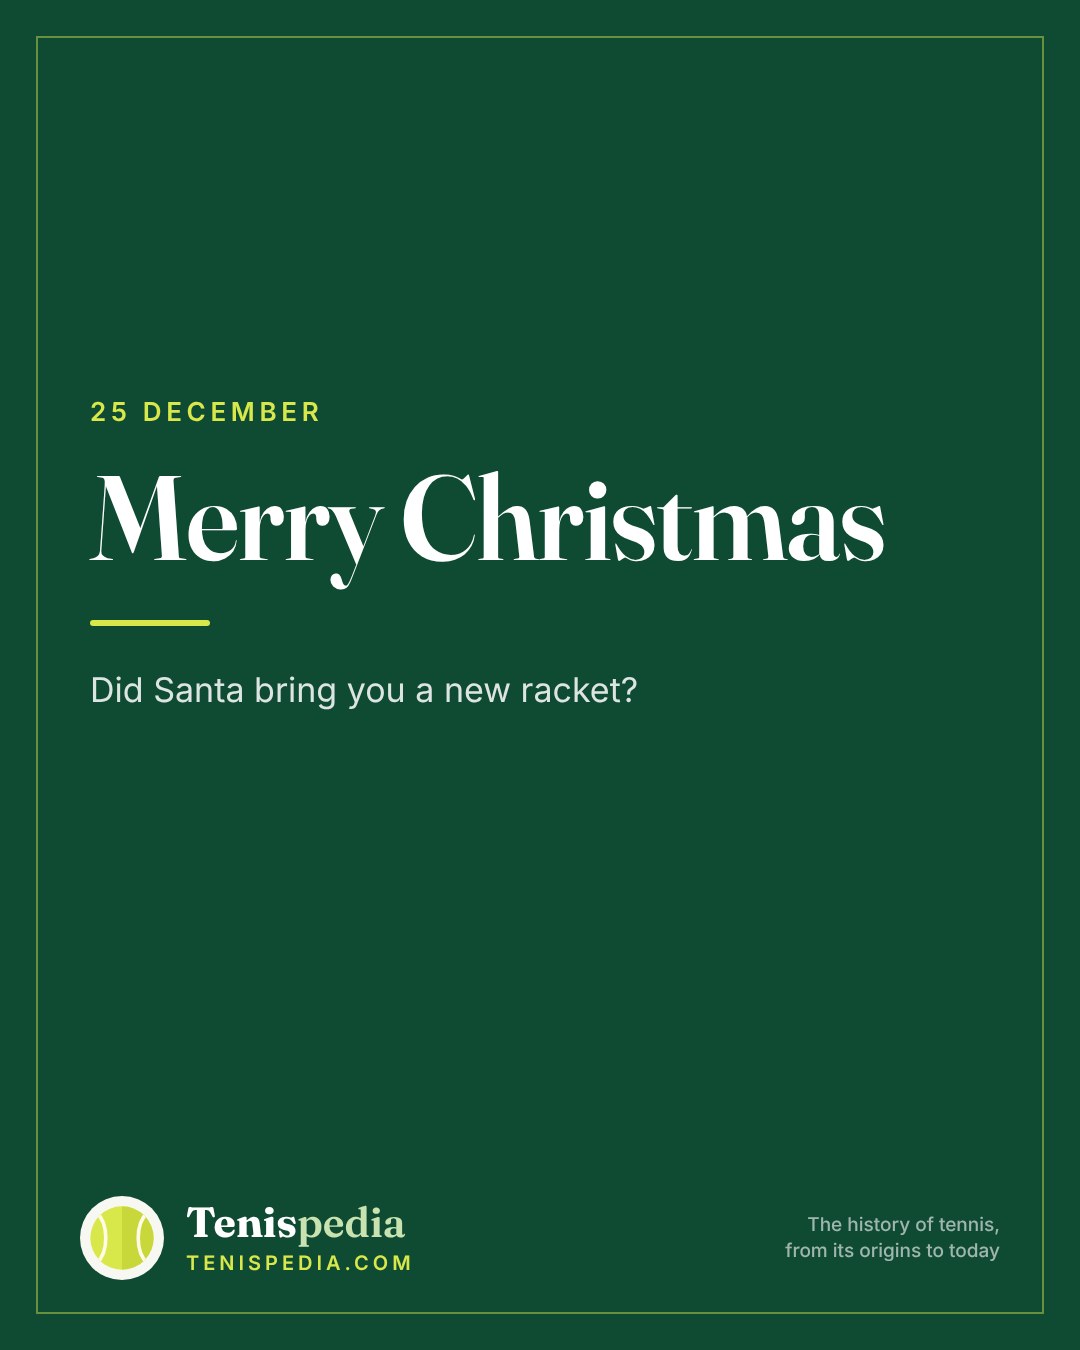 25 DECEMBER
Merry Christmas
Did Santa bring you a new racket?
Tenispedia
TENISPEDIA.COM
The history of tennis,
from its origins to today